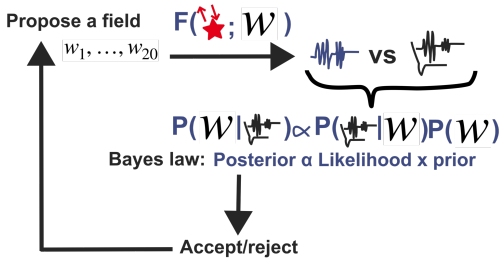 Propose a field
w₁, …, w₂₀
F( ; W )
vs
P(W| )∝P( |W)P(W)
Bayes law: Posterior α Likelihood x prior
Accept/reject